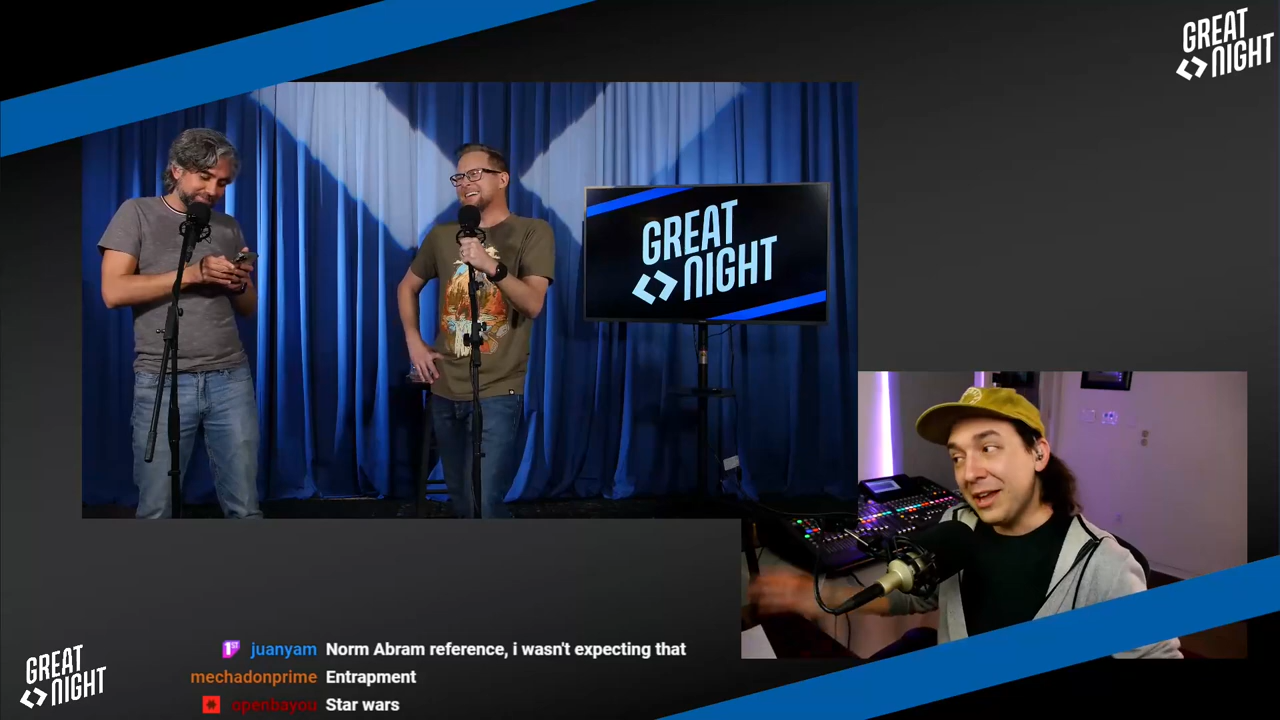 GREAT
NIGHT
GREAT
NIGHT
GREAT
NIGHT
juanyam Norm Abram reference, i wasn't expecting that
mechadonprime Entrapment
openbayou Star wars